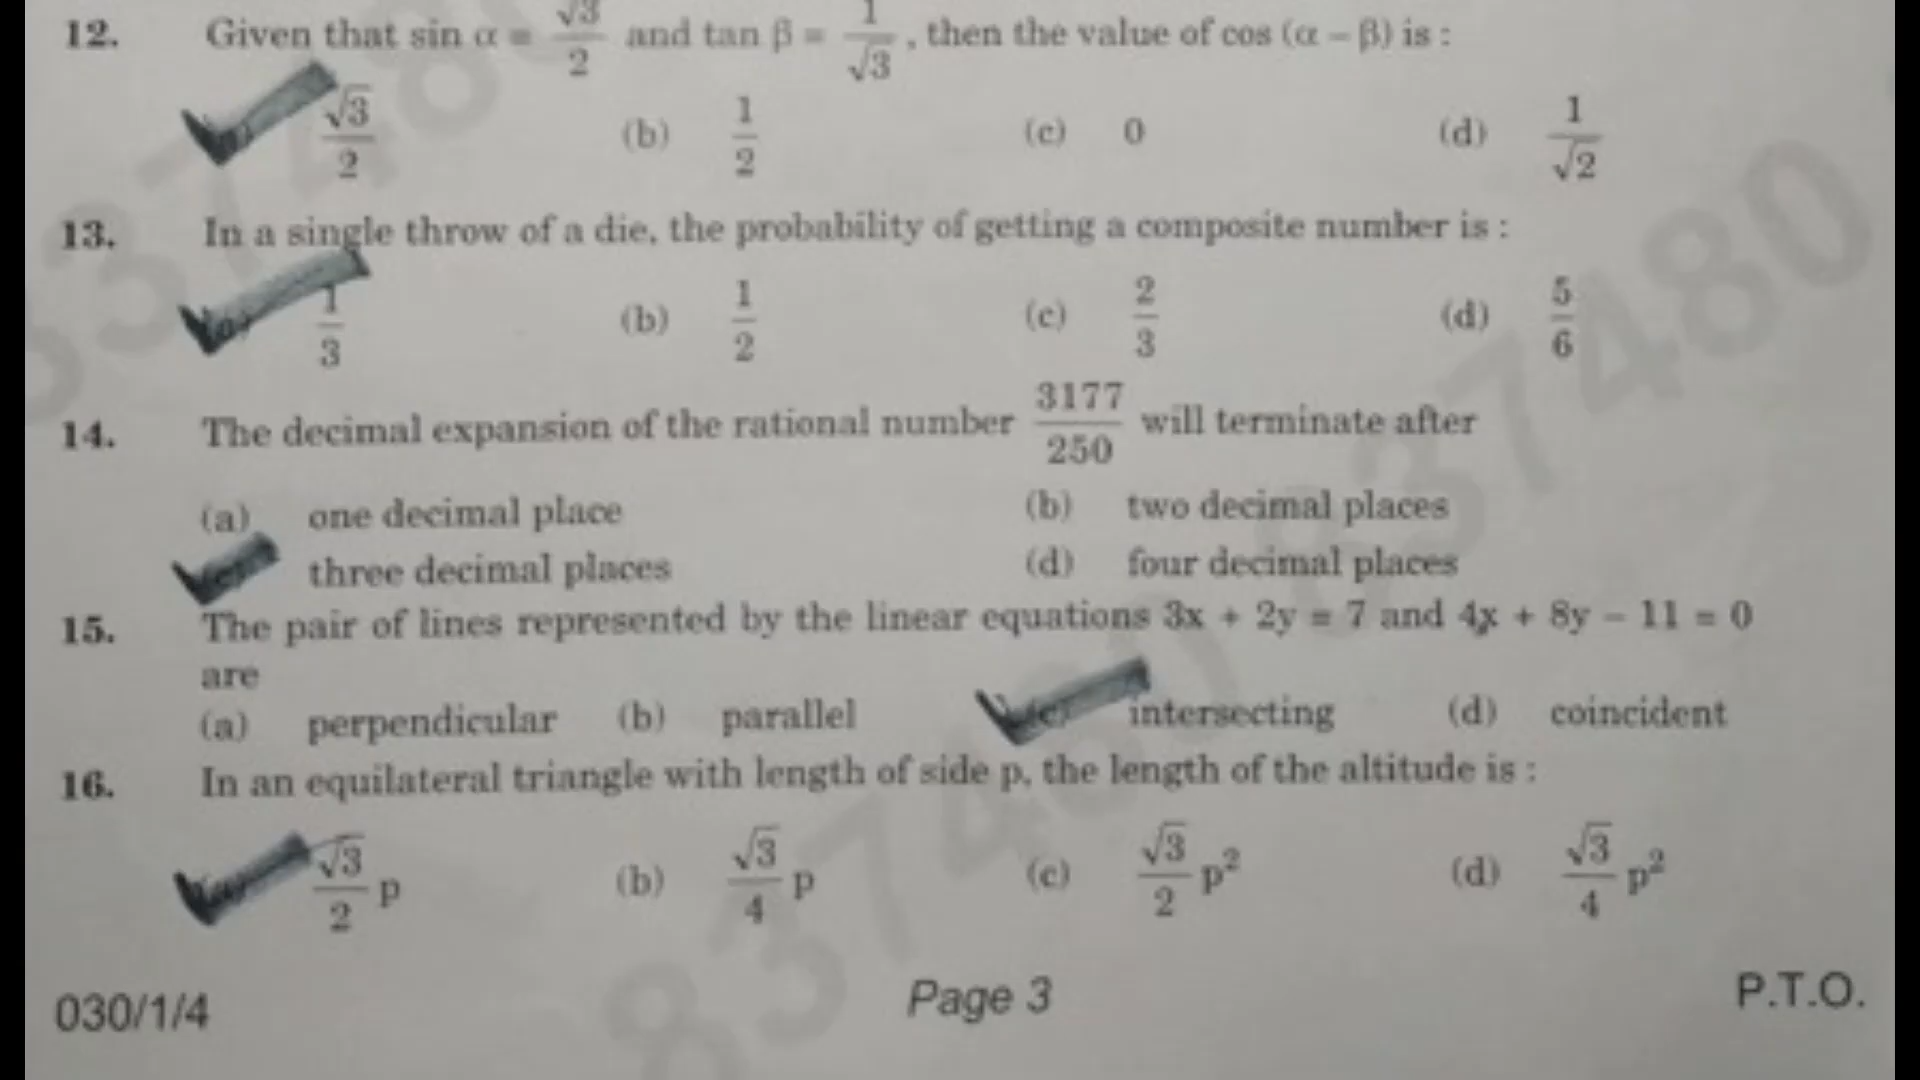 12. Given that sin α = √3/2 and tan β = 1/√3, then the value of cos (α – β) is :
√3/2 (b) 1/2 (c) 0 (d) 1/√2
13. In a single throw of a die, the probability of getting a composite number is :
(a) 1/3 (b) 1/2 (c) 2/3 (d) 5/6
14. The decimal expansion of the rational number 3177/250 will terminate after
(a) one decimal place (b) two decimal places
(c) three decimal places (d) four decimal places
15. The pair of lines represented by the linear equations 3x + 2y = 7 and 4x + 8y – 11 = 0
are
(a) perpendicular (b) parallel (c) intersecting (d) coincident
16. In an equilateral triangle with length of side p, the length of the altitude is :
(a) √3/2 p (b) √3/4 p (c) √3/2 p² (d) √3/4 p²
030/1/4 Page 3 P.T.O.